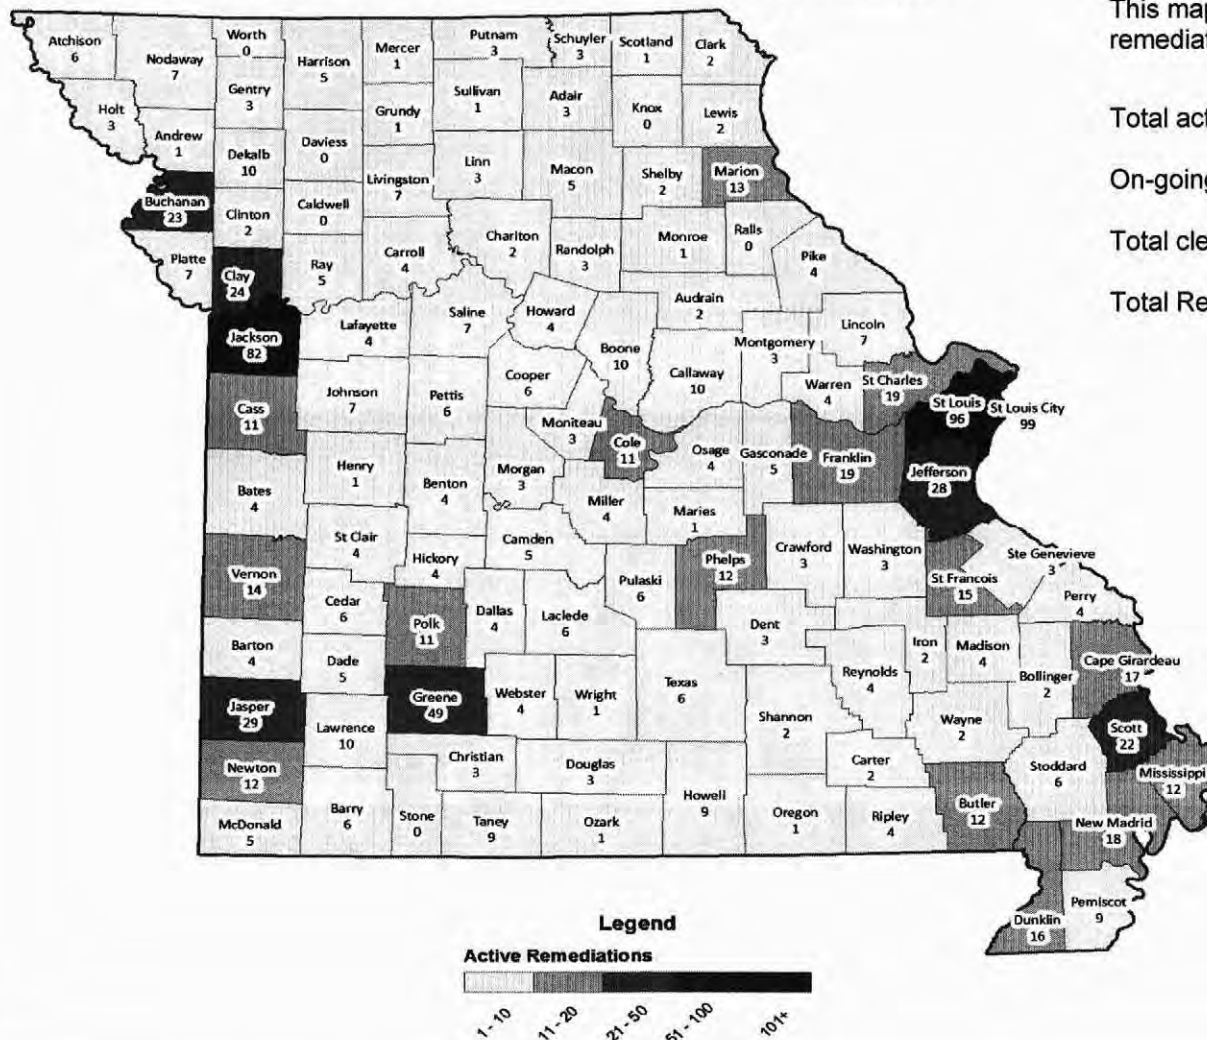 This map
remediat
Total act
On-going
Total cle
Total Re
Atchison
6
Nodaway
7
Worth
0
Harrison
5
Mercer
1
Putnam
3
Schuyler
3
Scotland
1
Clark
2
Holt
3
Gentry
3
Grundy
1
Sullivan
1
Adair
3
Knox
0
Lewis
2
Andrew
1
Dekalb
10
Daviess
0
Livingston
7
Linn
3
Macon
5
Shelby
2
Marion
13
Buchanan
23
Clinton
2
Caldwell
0
Carroll
4
Chariton
2
Randolph
3
Monroe
1
Ralls
0
Pike
4
Platte
7
Clay
24
Ray
5
Saline
7
Howard
4
Audrain
2
Jackson
82
Lafayette
4
Boone
10
Callaway
10
Montgomery
3
Lincoln
7
Cass
11
Johnson
7
Pettis
6
Cooper
6
Moniteau
3
Cole
11
Warren
4
St Charles
19
St Louis
96
St Louis City
99
Bates
4
Henry
1
Benton
4
Morgan
3
Miller
4
Osage
4
Gasconade
5
Franklin
19
Jefferson
28
St Clair
4
Hickory
4
Camden
5
Maries
1
Vernon
14
Cedar
6
Polk
11
Dallas
4
Laclede
6
Pulaski
6
Phelps
12
Crawford
3
Washington
3
St Francois
15
Ste Genevieve
3
Perry
4
Barton
4
Dade
5
Dent
3
Iron
2
Madison
4
Bollinger
2
Cape Girardeau
17
Jasper
29
Greene
49
Webster
4
Wright
1
Texas
6
Reynolds
4
Shannon
2
Wayne
2
Scott
22
Lawrence
10
Newton
12
Christian
3
Douglas
3
Carter
2
Stoddard
6
Mississippi
12
McDonald
5
Barry
6
Stone
0
Taney
9
Ozark
1
Howell
9
Oregon
1
Ripley
4
Butler
12
New Madrid
18
Dunklin
16
Pemiscot
9
Legend
Active Remediations
1 - 10
11 - 20
21 - 50
51 - 100
101+